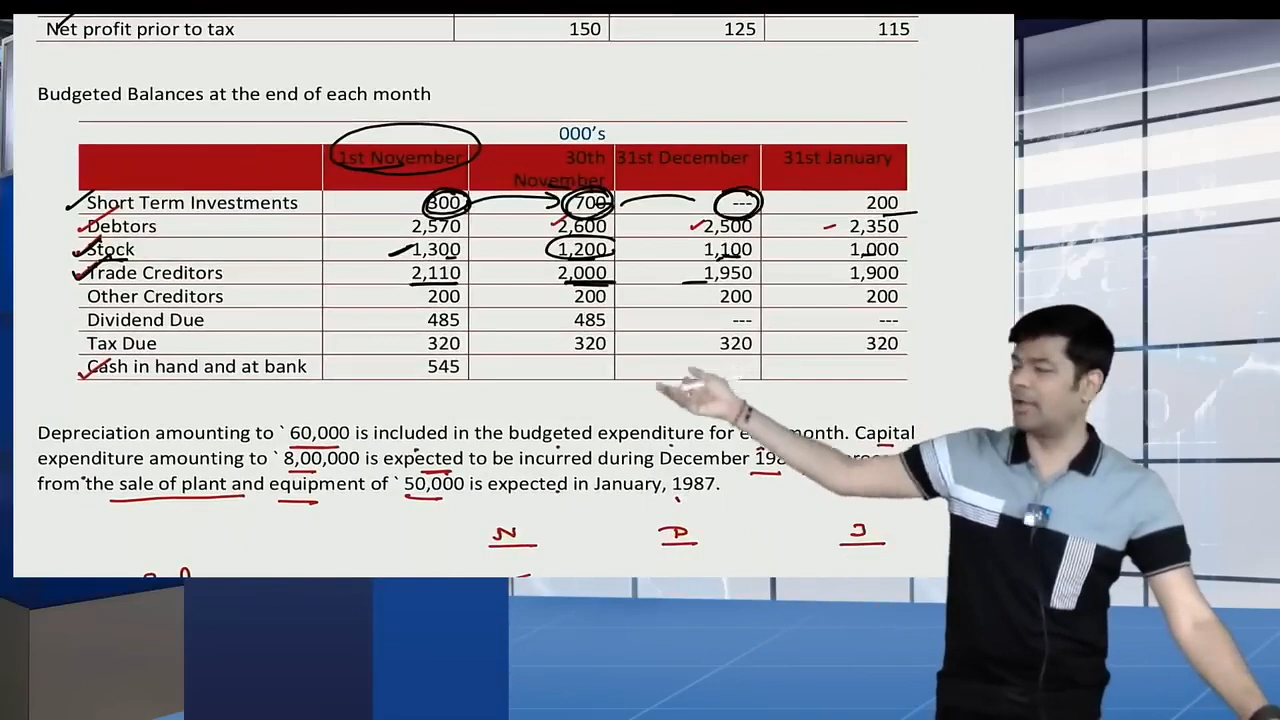 Net profit prior to tax 150 125 115
Budgeted Balances at the end of each month
000's
1st November 30th November 31st December 31st January
Short Term Investments 300 700 --- 200
Debtors 2,570 2,600 2,500 2,350
Stock 1,300 1,200 1,100 1,000
Trade Creditors 2,110 2,000 1,950 1,900
Other Creditors 200 200 200 200
Dividend Due 485 485 --- ---
Tax Due 320 320 320 320
Cash in hand and at bank 545
Depreciation amounting to ` 60,000 is included in the budgeted expenditure for month. Capital
expenditure amounting to ` 8,00,000 is expected to be incurred during December
from the sale of plant and equipment of ` 50,000 is expected in January, 1987.
N D J